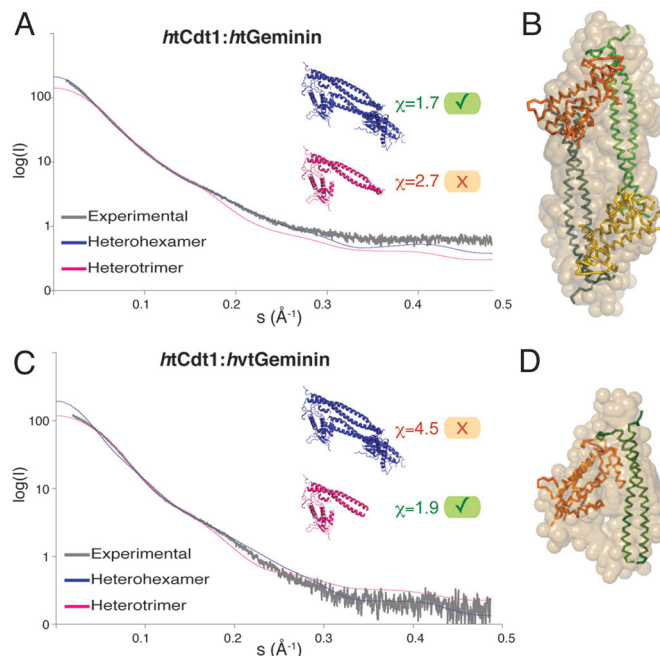 A
htCdt1:htGeminin
B
log(I)
100
10
1
0
χ=1.7 ✓
χ=2.7 X
Experimental
Heterohexamer
Heterotrimer
0.1 0.2 0.3 0.4 0.5
s (Å⁻¹)
C
htCdt1:hvtGeminin
D
log(I)
100
10
1
0
χ=4.5 X
χ=1.9 ✓
Experimental
Heterohexamer
Heterotrimer
0.1 0.2 0.3 0.4 0.5
s (Å⁻¹)